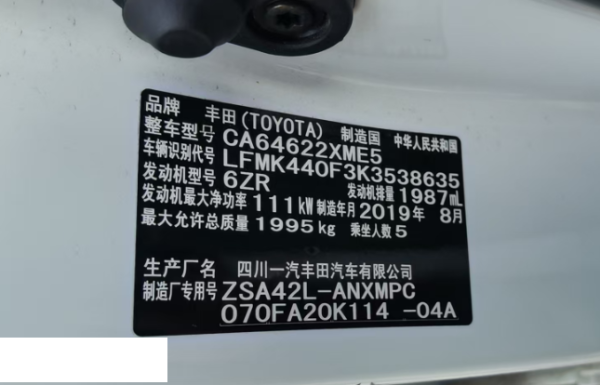 品牌 丰田(TOYOTA) 制造国 中华人民共和国
整车型号 CA64622XME5
车辆识别代号 LFMK440F3K3538635
发动机型号 6ZR 发动机排量 1987mL
发动机最大净功率 111kW 制造年月 2019年 8月
最大允许总质量 1995kg 乘坐人数 5
生产厂名 四川一汽丰田汽车有限公司
制造厂专用号 ZSA42L-ANXMPC
070FA20K114 -04A